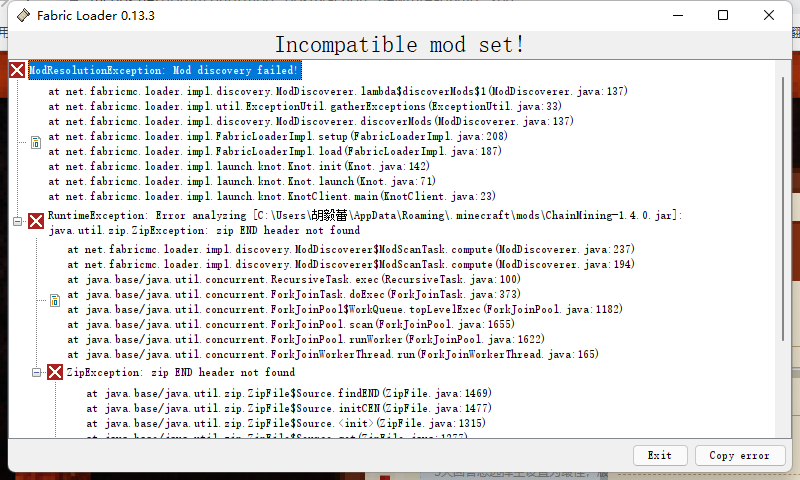 Fabric Loader 0.13.3
Incompatible mod set!
ModResolutionException: Mod discovery failed!
at net.fabricmc.loader.impl.discovery.ModDiscoverer.lambda$discoverMods$1(ModDiscoverer.java:137)
at net.fabricmc.loader.impl.util.ExceptionUtil.gatherExceptions(ExceptionUtil.java:33)
at net.fabricmc.loader.impl.discovery.ModDiscoverer.discoverMods(ModDiscoverer.java:137)
at net.fabricmc.loader.impl.FabricLoaderImpl.setup(FabricLoaderImpl.java:208)
at net.fabricmc.loader.impl.FabricLoaderImpl.load(FabricLoaderImpl.java:187)
at net.fabricmc.loader.impl.launch.knot.Knot.init(Knot.java:142)
at net.fabricmc.loader.impl.launch.knot.Knot.launch(Knot.java:71)
at net.fabricmc.loader.impl.launch.knot.KnotClient.main(KnotClient.java:23)
RuntimeException: Error analyzing [C:\Users\胡毅蕃\AppData\Roaming\.minecraft\mods\ChainMining-1.4.0.jar]:
java.util.zip.ZipException: zip END header not found
at net.fabricmc.loader.impl.discovery.ModDiscoverer$ModScanTask.compute(ModDiscoverer.java:237)
at net.fabricmc.loader.impl.discovery.ModDiscoverer$ModScanTask.compute(ModDiscoverer.java:194)
at java.base/java.util.concurrent.RecursiveTask.exec(RecursiveTask.java:100)
at java.base/java.util.concurrent.ForkJoinTask.doExec(ForkJoinTask.java:373)
at java.base/java.util.concurrent.ForkJoinPool$WorkQueue.topLevelExec(ForkJoinPool.java:1182)
at java.base/java.util.concurrent.ForkJoinPool.scan(ForkJoinPool.java:1655)
at java.base/java.util.concurrent.ForkJoinPool.runWorker(ForkJoinPool.java:1622)
at java.base/java.util.concurrent.ForkJoinWorkerThread.run(ForkJoinWorkerThread.java:165)
ZipException: zip END header not found
at java.base/java.util.zip.ZipFile$Source.findEND(ZipFile.java:1469)
at java.base/java.util.zip.ZipFile$Source.initCEN(ZipFile.java:1477)
at java.base/java.util.zip.ZipFile$Source.<init>(ZipFile.java:1315)
Exit
Copy error